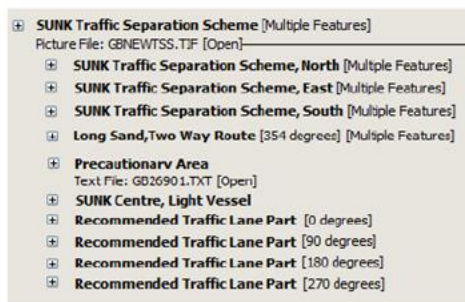 SUNK Traffic Separation Scheme [Multiple Features]
Picture File: GBNEWTSS.TIF [Open]
SUNK Traffic Separation Scheme, North [Multiple Features]
SUNK Traffic Separation Scheme, East [Multiple Features]
SUNK Traffic Separation Scheme, South [Multiple Features]
Long Sand,Two Way Route [354 degrees] [Multiple Features]
Precautionary Area
Text File: GB26901.TXT [Open]
SUNK Centre, Light Vessel
Recommended Traffic Lane Part [0 degrees]
Recommended Traffic Lane Part [90 degrees]
Recommended Traffic Lane Part [180 degrees]
Recommended Traffic Lane Part [270 degrees]